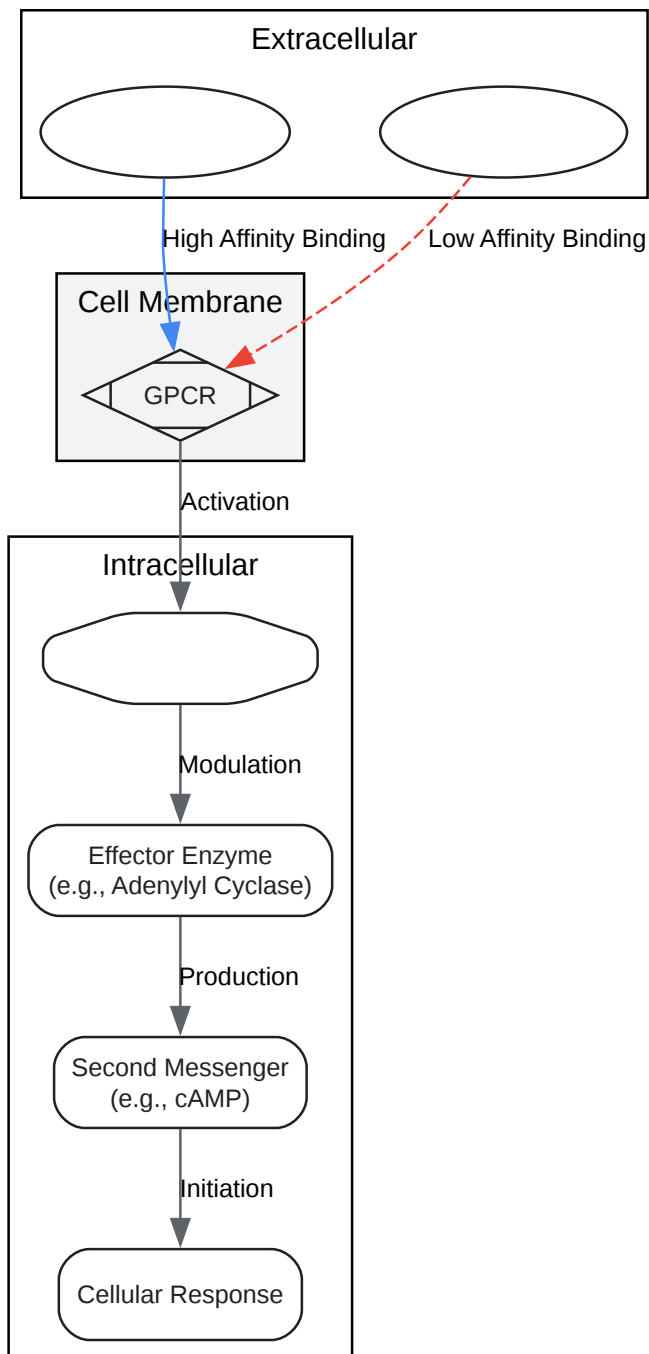 Extracellular
High Affinity Binding
Low Affinity Binding
Cell Membrane
GPCR
Activation
Intracellular
Modulation
Effector Enzyme
(e.g., Adenylyl Cyclase)
Production
Second Messenger
(e.g., cAMP)
Initiation
Cellular Response